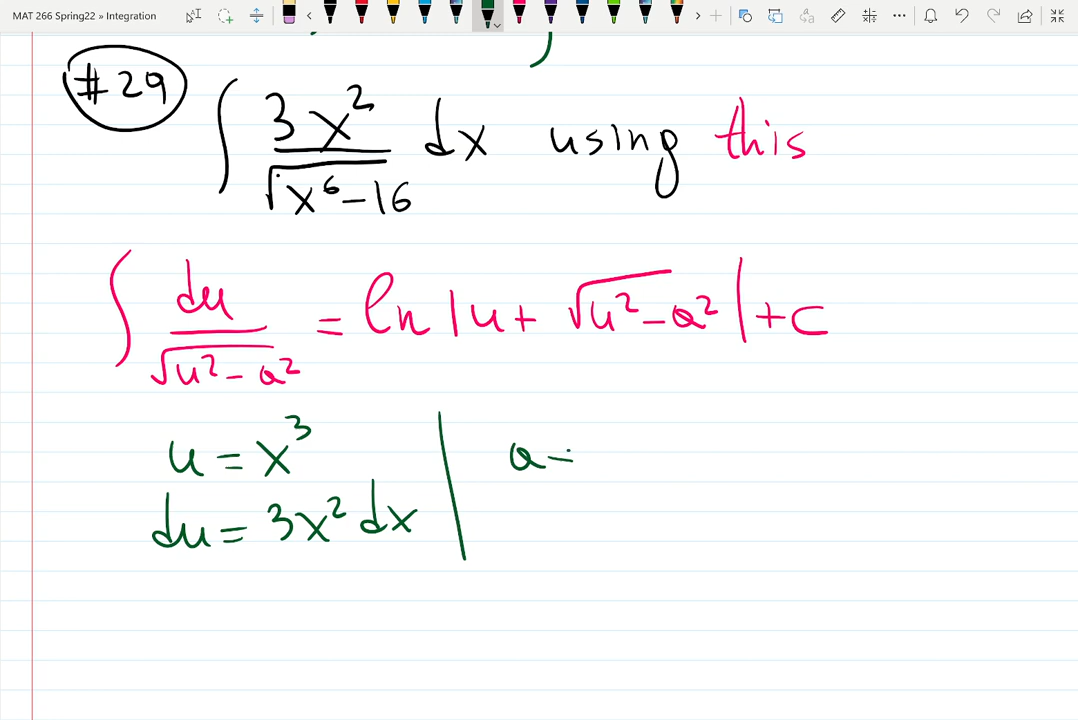 MAT 266 Spring22 » Integration
#29 ∫ 3x² / √(x⁶ – 16) dx using this
∫ du / √(u² – a²) = ln |u + √(u² – a²)| + c
u = x³ | a =
du = 3x² dx